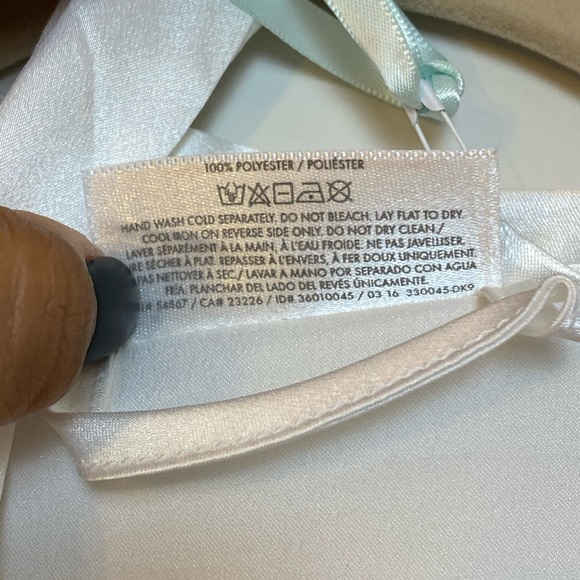 100% POLYESTER / POLIÉSTER
HAND WASH COLD SEPARATELY. DO NOT BLEACH. LAY FLAT TO DRY.
COOL IRON ON REVERSE SIDE ONLY. DO NOT DRY CLEAN./
LAVER SÉPARÉMENT À LA MAIN, À L'EAU FROIDE. NE PAS JAVELLISER,
SÉCHER À PLAT. REPASSER À L'ENVERS, À FER DOUX UNIQUEMENT.
PAS NETTOYER À SEC./ LAVAR A MANO POR SEPARADO CON AGUA
FRÍA. PLANCHAR DEL LADO DEL REVÉS ÚNICAMENTE.
54867 / CA# 23226 / ID# 36010045 / 03 16 330045-DK9